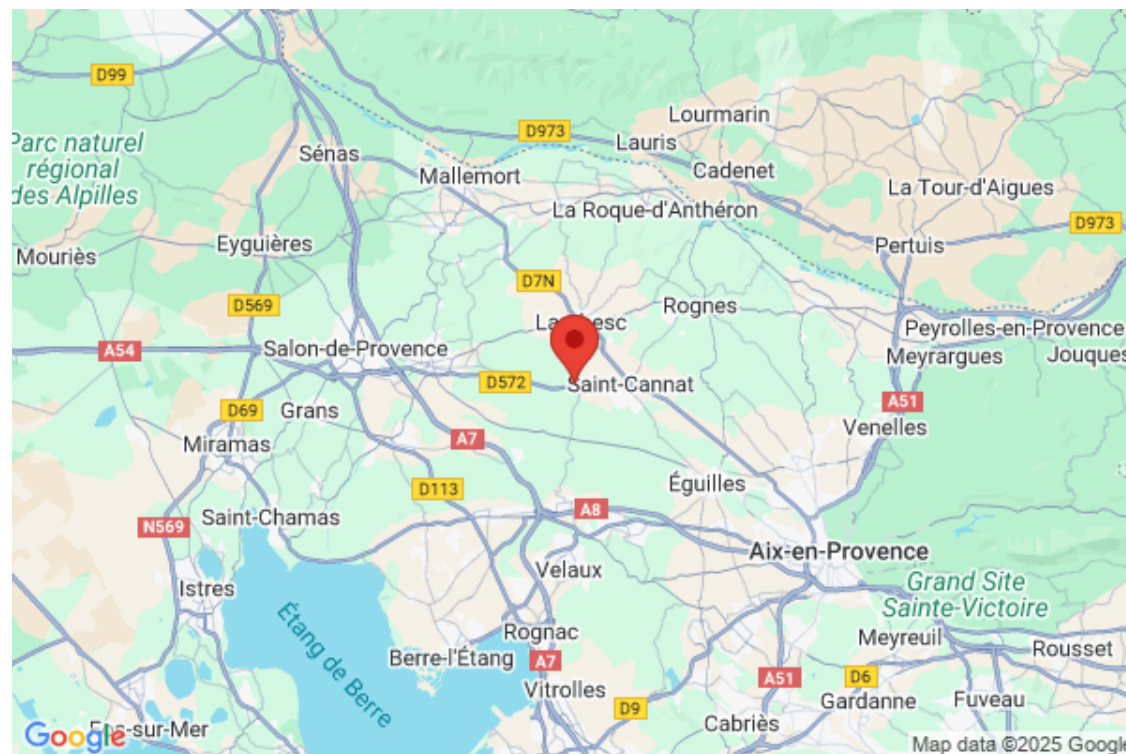 D99
Parc naturel
régional
des Alpilles
Sénas
D973
Lourmarin
Lauris
Cadenet
Mallemort
La Tour-d'Aigues
La Roque-d'Anthéron
Mouriès
Eyguières
Pertuis
D973
D7N
D569
Rognes
Peyrolles-en-Provence
Meyrargues
Jouques
A54
Salon-de-Provence
D572
Saint-Cannat
D69
Grans
A51
Venelles
Miramas
A7
D113
Éguilles
N569
Saint-Chamas
A8
Aix-en-Provence
Velaux
Istres
Étang de Berre
Grand Site
Sainte-Victoire
Rognac
Meyreuil
Rousset
Berre-l'Étang
A7
Vitrolles
A51
D6
Gardanne
Fuveau
D9
Cabriès
Google
Map data ©2025 Google